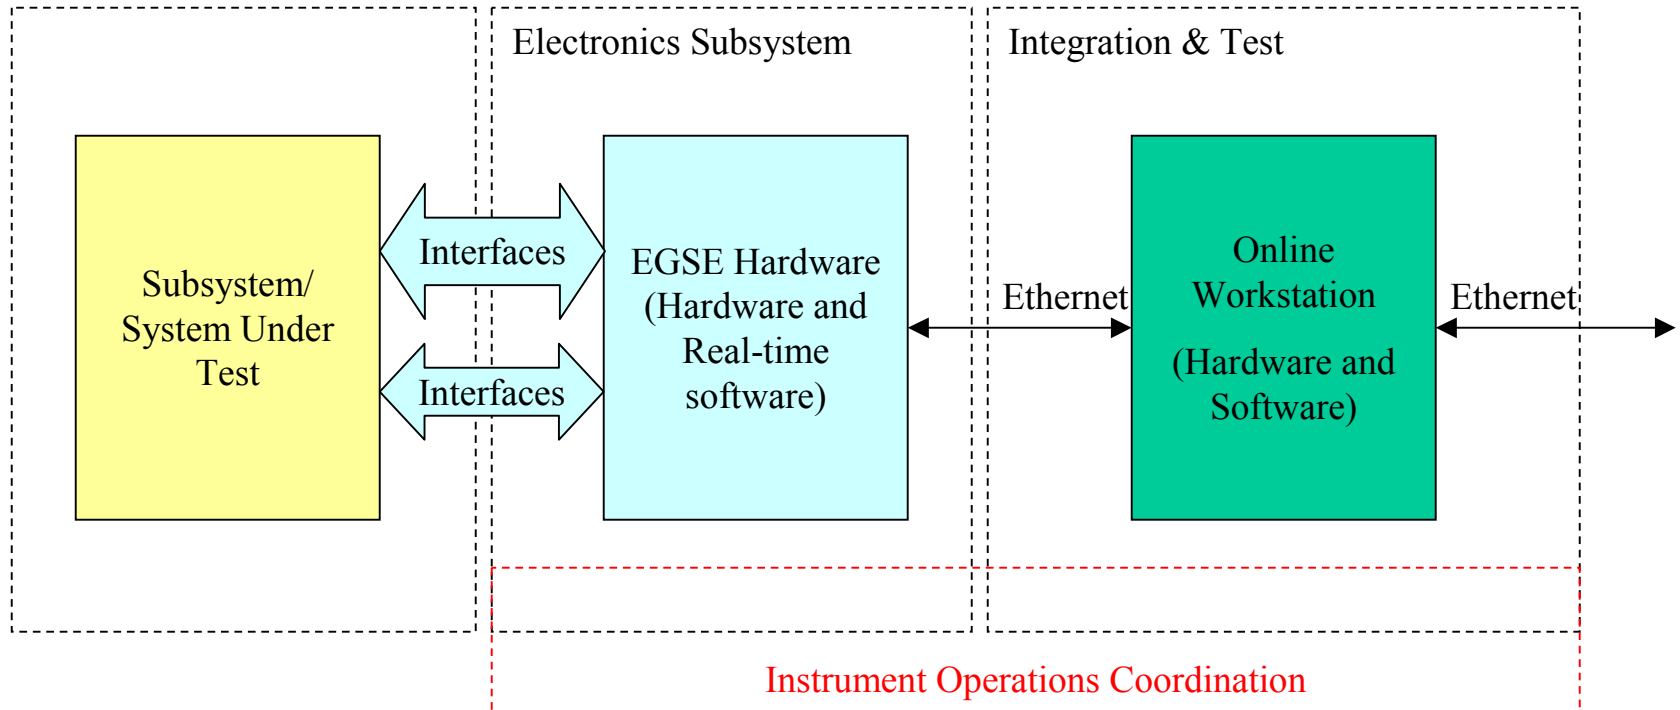 Electronics Subsystem
Integration & Test
Subsystem/
System Under
Test
Interfaces
Interfaces
EGSE Hardware
(Hardware and
Real-time
software)
Ethernet
Online
Workstation
(Hardware and
Software)
Ethernet
Instrument Operations Coordination